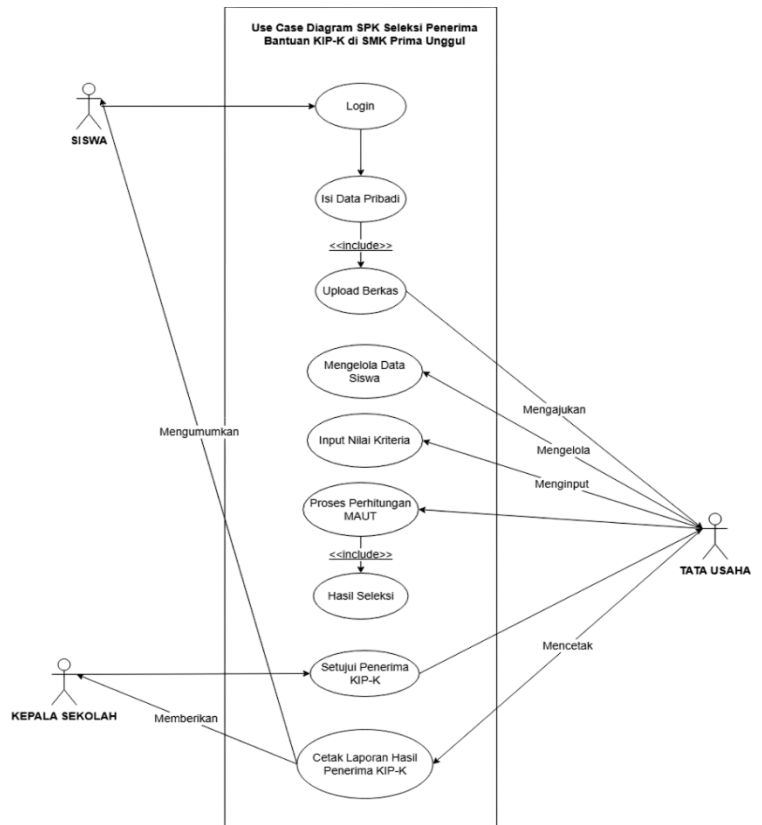 Use Case Diagram SPK Seleksi Penerima
Bantuan KIP-K di SMK Prima Unggul
Login
SISWA
Isi Data Pribadi
<<include>>
Upload Berkas
Mengelola Data
Siswa
Mengajukan
Mengumumkan
Input Nilai Kriteria
Mengelola
Menginput
Proses Perhitungan
MAUT
<<include>>
TATA USAHA
Hasil Seleksi
Mencetak
Setujui Penerima
KIP-K
KEPALA SEKOLAH
Memberikan
Cetak Laporan Hasil
Penerima KIP-K